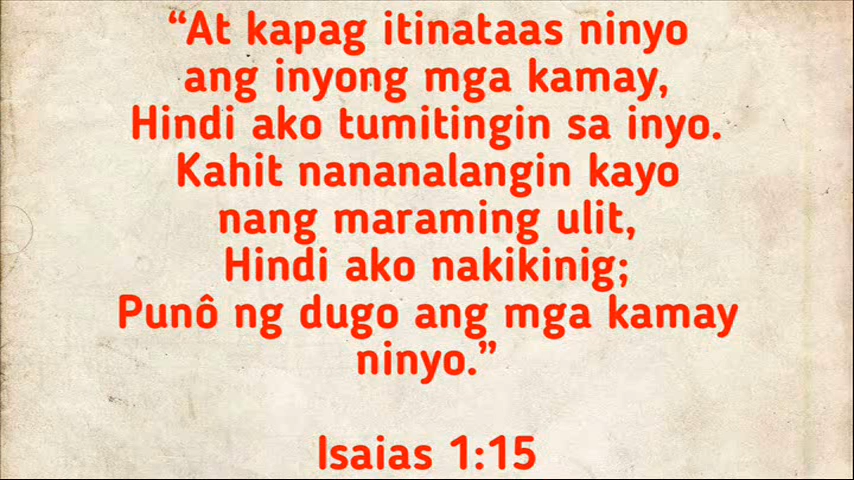 “At kapag itinataas ninyo
ang inyong mga kamay,
Hindi ako tumitingin sa inyo.
Kahit nananalangin kayo
nang maraming ulit,
Hindi ako nakikinig;
Punô ng dugo ang mga kamay
ninyo.”
Isaias 1:15